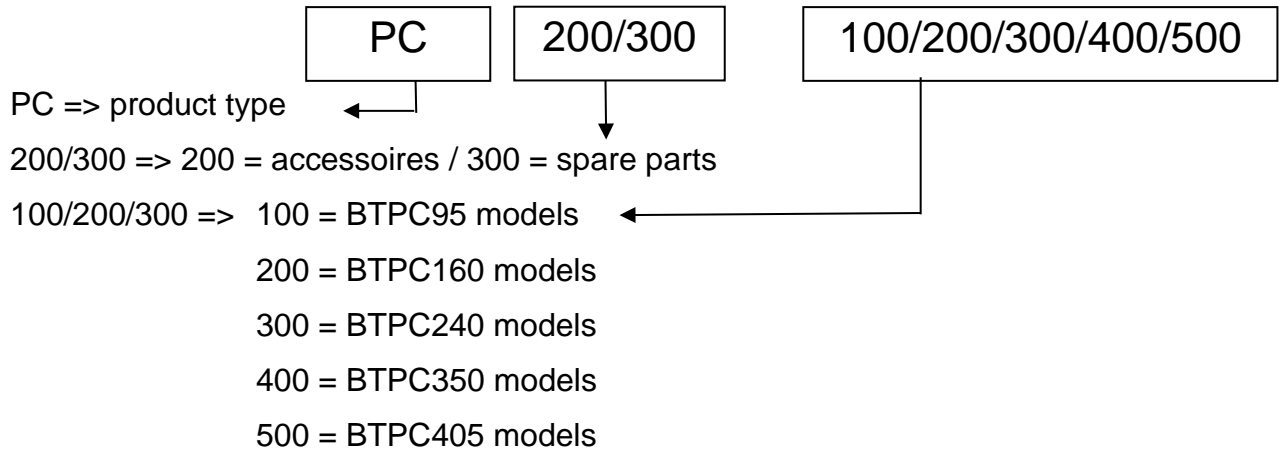 PC 200/300 100/200/300/400/500
PC => product type
200/300 => 200 = accessoires / 300 = spare parts
100/200/300 => 100 = BTPC95 models
200 = BTPC160 models
300 = BTPC240 models
400 = BTPC350 models
500 = BTPC405 models